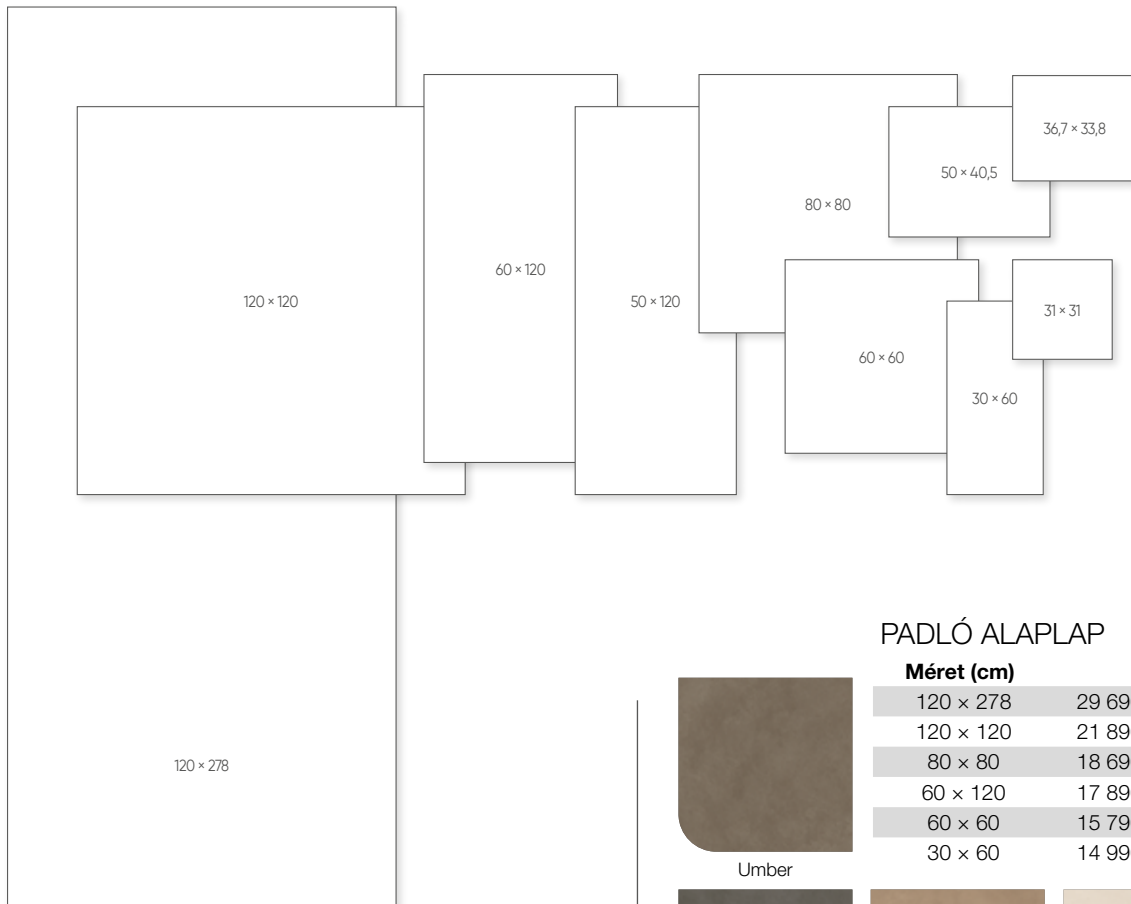 36,7 × 33,8
50 × 40,5
80 × 80
60 × 120
120 × 120
50 × 120
31 × 31
60 × 60
30 × 60
120 × 278
PADLÓ ALAPLAP
Méret (cm)
120 × 278 29 69
120 × 120 21 89
80 × 80 18 69
60 × 120 17 89
60 × 60 15 79
30 × 60 14 99
Umber